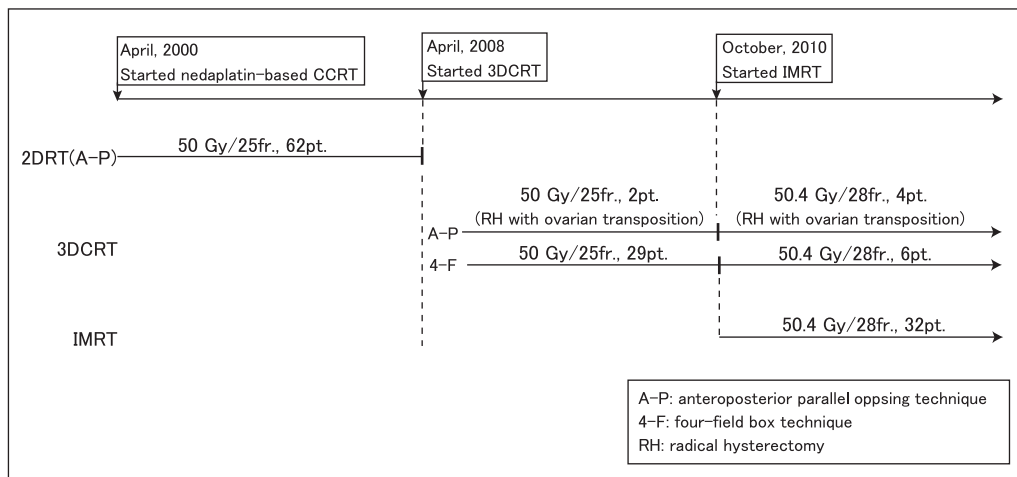 April, 2000
Started nedaplatin-based CCRT
April, 2008
Started 3DCRT
October, 2010
Started IMRT
50 Gy/25fr., 62pt.
2DRT(A-P)
50 Gy/25fr., 2pt.
(RH with ovarian transposition)
50.4 Gy/28fr., 4pt.
(RH with ovarian transposition)
A-P
3DCRT
50 Gy/25fr., 29pt.
50.4 Gy/28fr., 6pt.
4-F
50.4 Gy/28fr., 32pt.
IMRT
A-P: anteroposterior parallel oppsing technique
4-F: four-field box technique
RH: radical hysterectomy